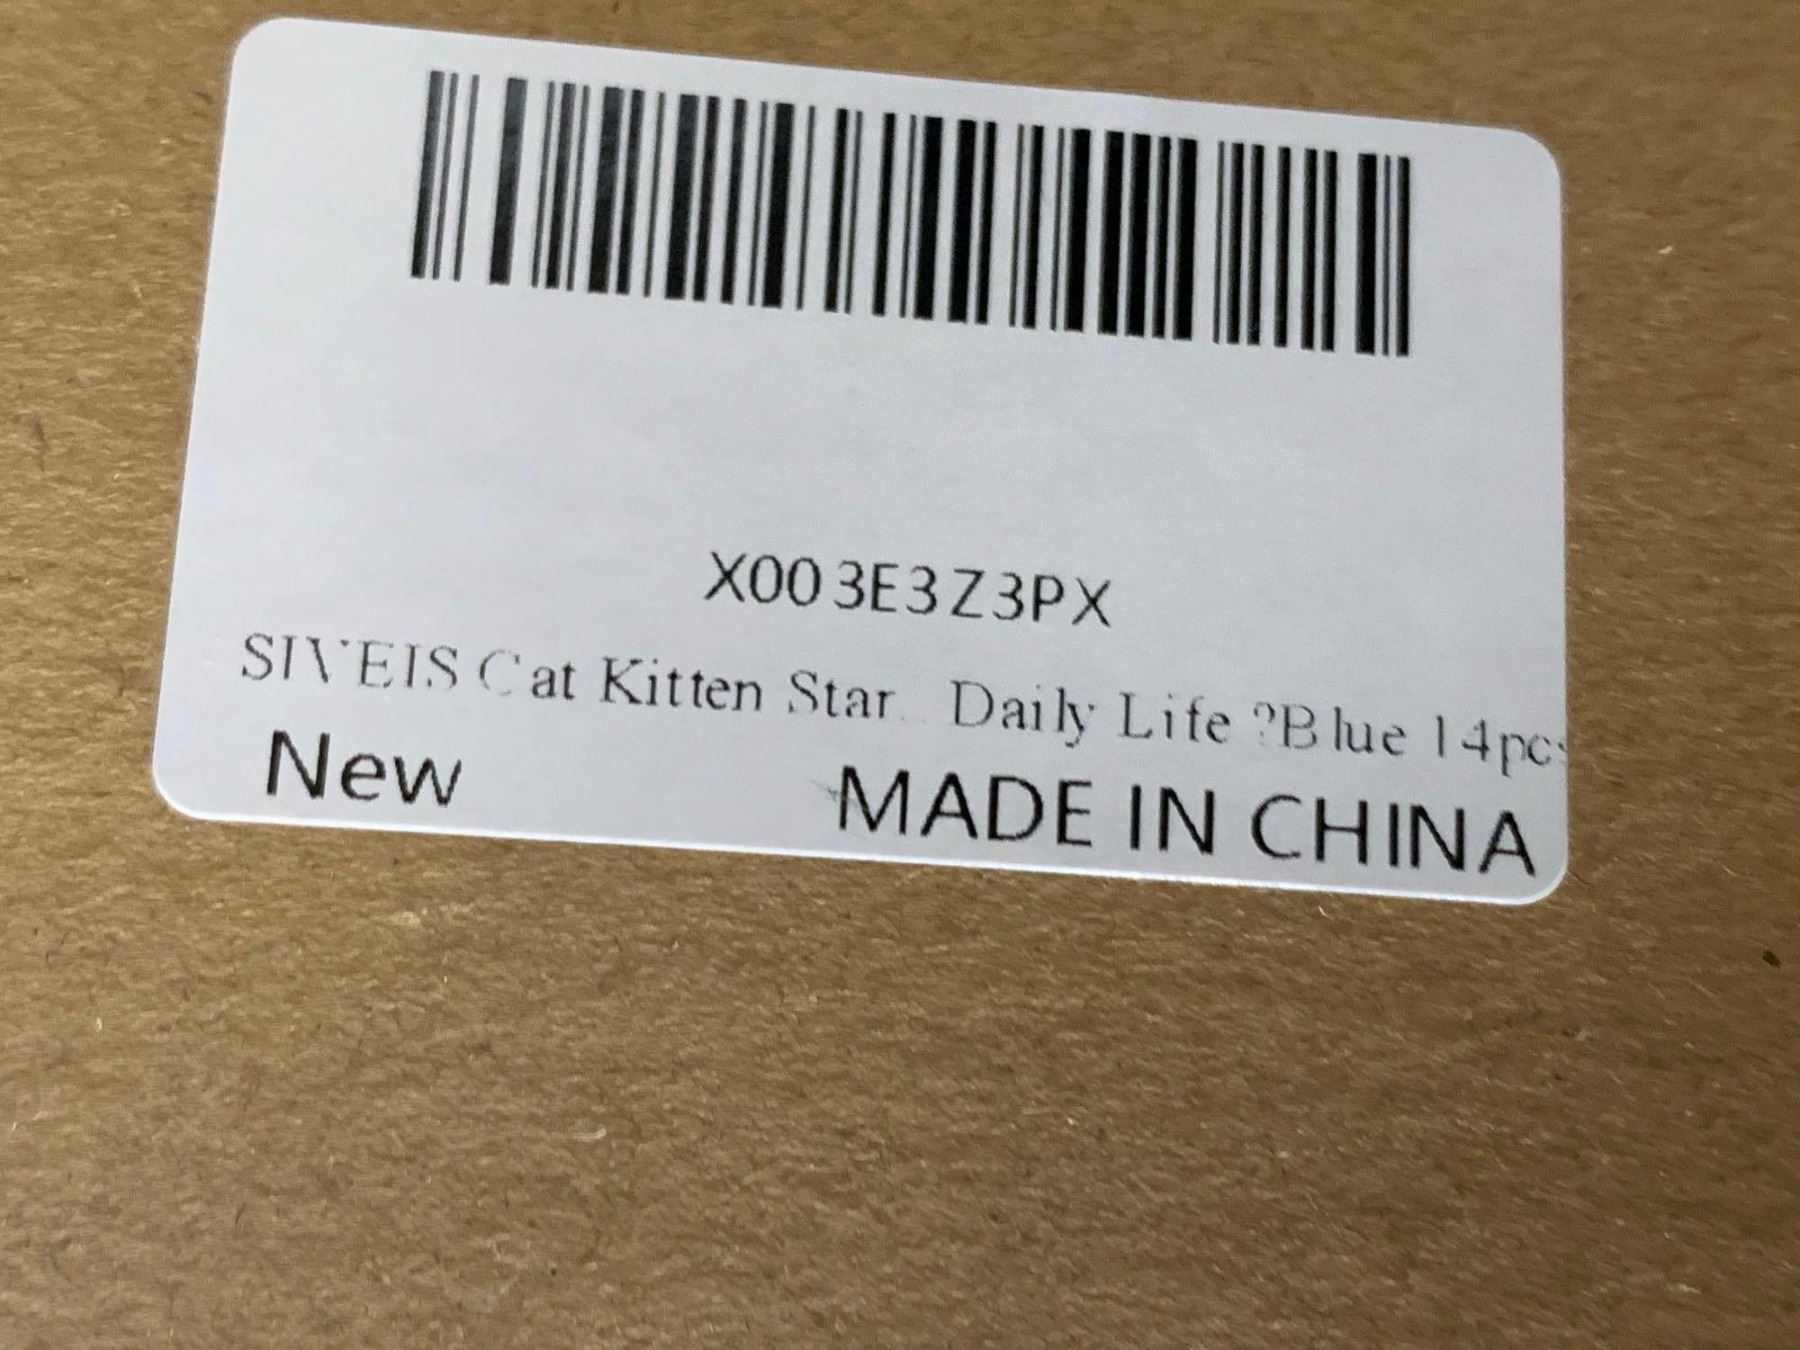 X003E3Z3PX
SIVEIS Cat Kitten Star.. Daily Life ?Blue 14pcs
New MADE IN CHINA